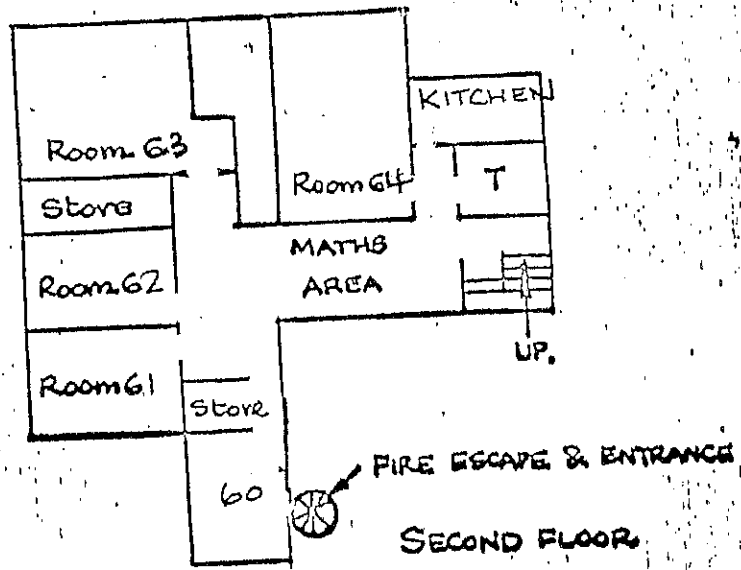 KITCHEN
Room 63
Room 64
T
Store
MATHS
AREA
Room 62
UP.
Room 61
Store
FIRE ESCAPE & ENTRANCE
60
SECOND FLOOR